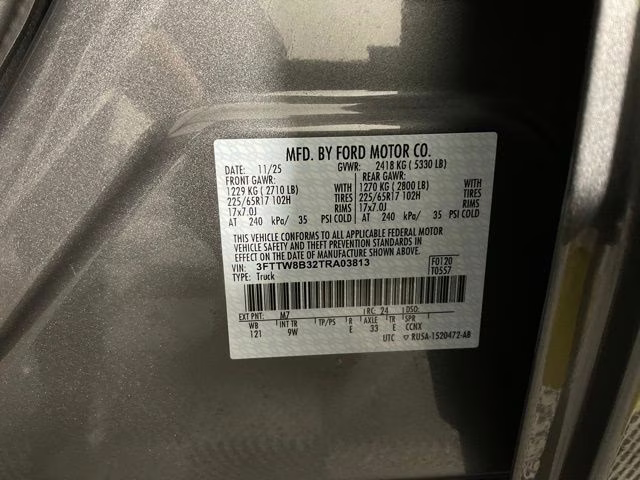 MFD. BY FORD MOTOR CO.
DATE: 11/25 GVWR: 2418 KG (5330 LB)
FRONT GAWR: REAR GAWR:
1229 KG (2710 LB) WITH 1270 KG (2800 LB) WITH
225/65R17 102H TIRES 225/65R17 102H TIRES
17x7.0J RIMS 17x7.0J RIMS
AT 240 kPa/ 35 PSI COLD AT 240 kPa/ 35 PSI COLD
THIS VEHICLE CONFORMS TO ALL APPLICABLE FEDERAL MOTOR
VEHICLE SAFETY AND THEFT PREVENTION STANDARDS IN
EFFECT ON THE DATE OF MANUFACTURE SHOWN ABOVE.
VIN: 3FTTW8B32TRA03813 F0120
TYPE: Truck T0557
EXT PNT: M7 RC: 24 DSO:
WB INT TR TP/PS R AXLE TR SPR
121 9W E 33 E CCNX
UTC ▽ RU5A-1520472-AB